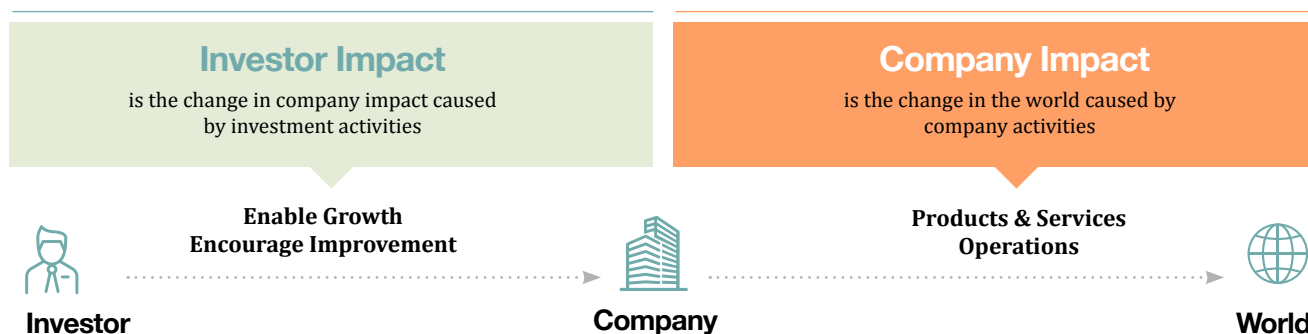 Investor Impact
is the change in company impact caused
by investment activities
Company Impact
is the change in the world caused by
company activities
Enable Growth
Encourage Improvement
Products & Services
Operations
Investor
Company
World